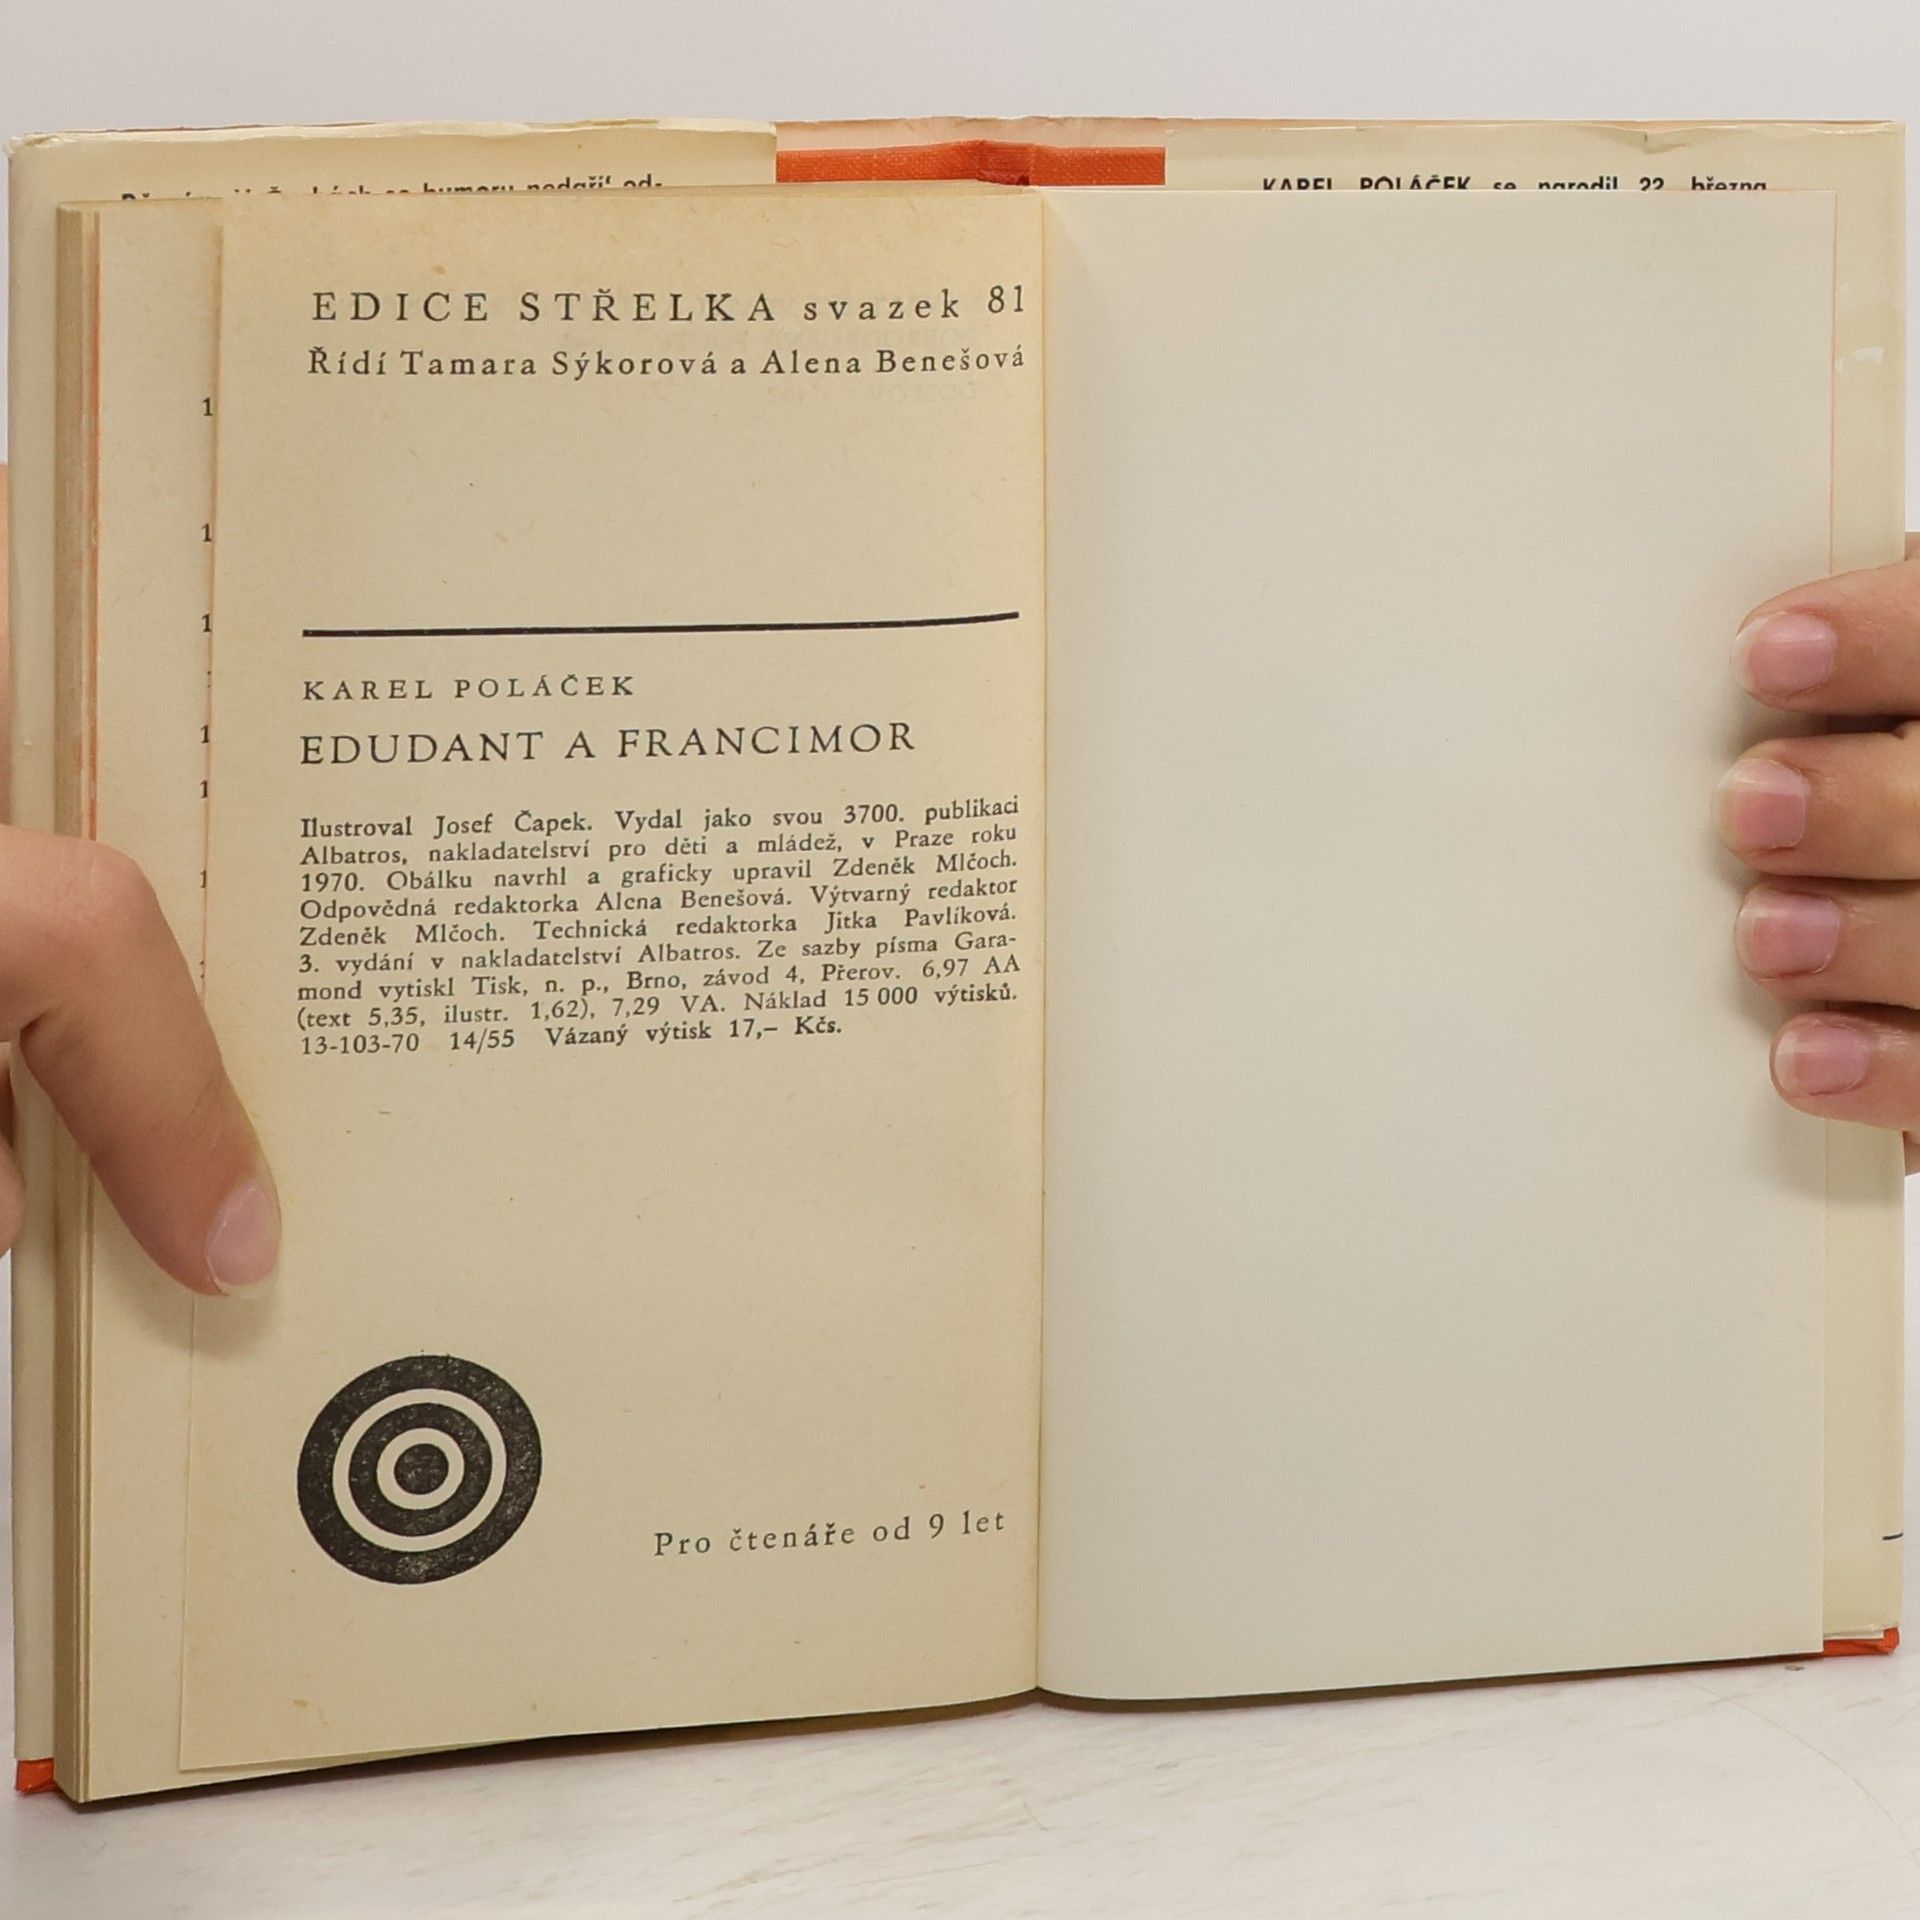 se humoru nedaří' od-
KAREL POLÁČEK se narodil 22. března
EDICE STŘELKA svazek 81
Řídí Tamara Sýkorová a Alena Benešová
KAREL POLÁČEK
EDUDANT A FRANCIMOR
Ilustroval Josef Čapek. Vydal jako svou 3700. publikaci
Albatros, nakladatelství pro děti a mládež, v Praze roku
1970. Obálku navrhl a graficky upravil Zdeněk Mlčoch.
Odpovědná redaktorka Alena Benešová. Výtvarný redaktor
Zdeněk Mlčoch. Technická redaktorka Jitka Pavlíková.
3. vydání v nakladatelství Albatros. Ze sazby písma Gara-
mond vytiskl Tisk, n. p., Brno, závod 4, Přerov. 6,97 AA
(text 5,35, ilustr. 1,62), 7,29 VA. Náklad 15 000 výtisků.
13-103-70 14/55 Vázaný výtisk 17,– Kčs.
Pro čtenáře od 9 let